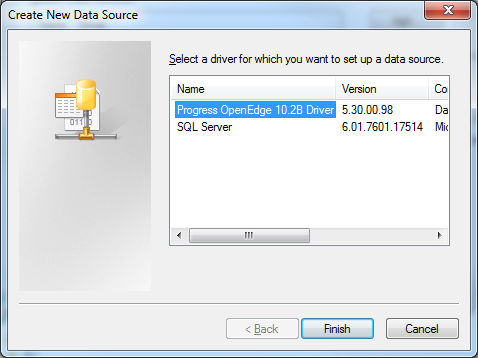 Create New Data Source
Select a driver for which you want to set up a data source.
Name Version Co
Progress OpenEdge 10.2B Driver 5.30.00.98 Da
SQL Server 6.01.7601.17514 Mic
< Back Finish Cancel